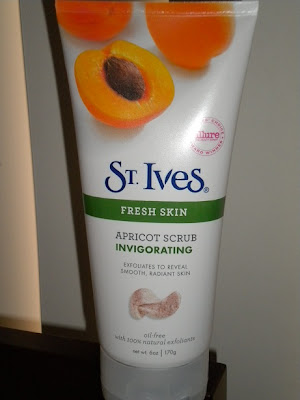 allure
ST. IVES®
FRESH SKIN
APRICOT SCRUB
INVIGORATING
EXFOLIATES TO REVEAL
SMOOTH, RADIANT SKIN
oil-free
with 100% natural exfoliants
net wt. 6oz | 170g